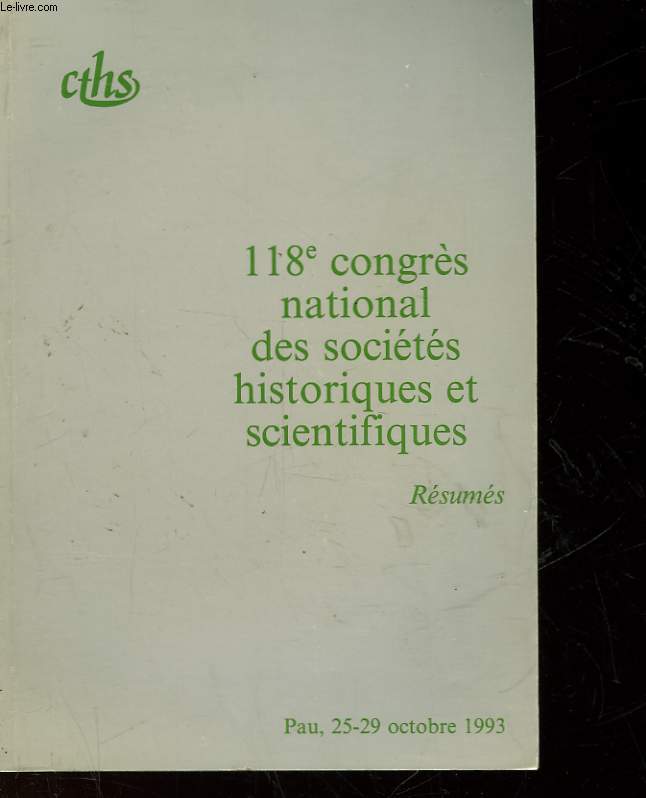 Le-livre.com
cths
118e congrès
national
des sociétés
historiques et
scientifiques
Résumés
Pau, 25-29 octobre 1993